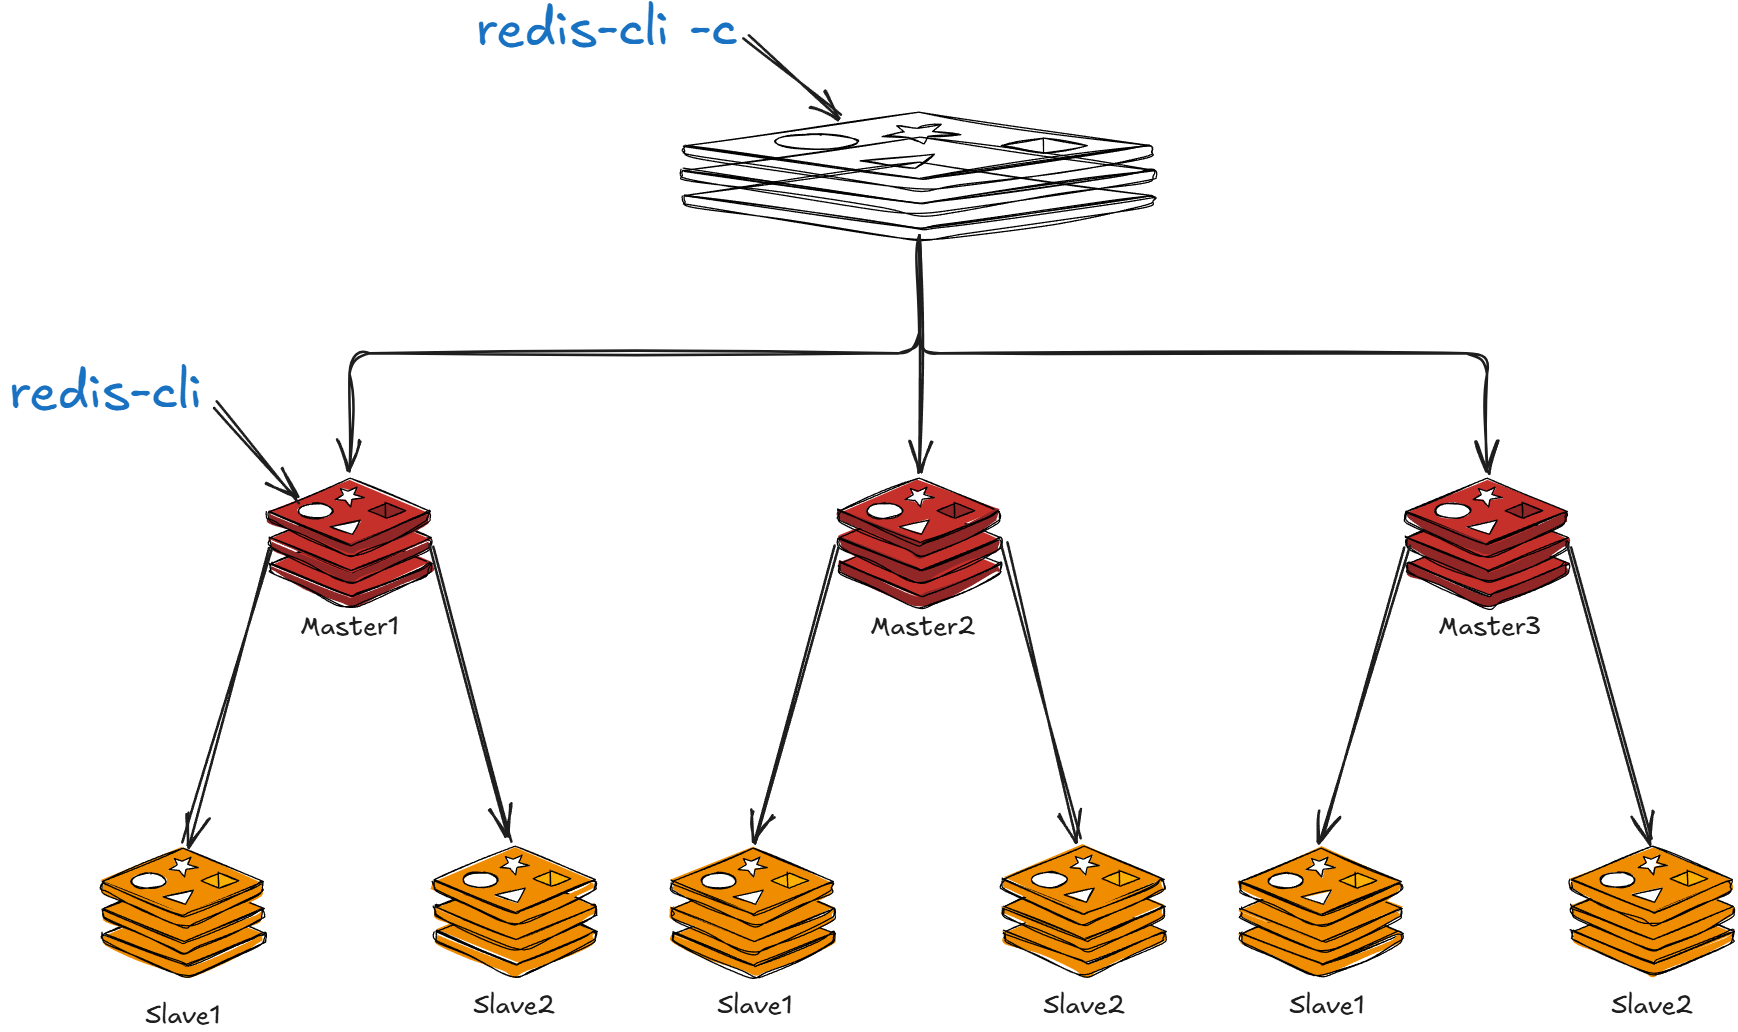 redis-cli -c
redis-cli
Master1
Master2
Master3
Slave1
Slave2
Slave1
Slave2
Slave1
Slave2